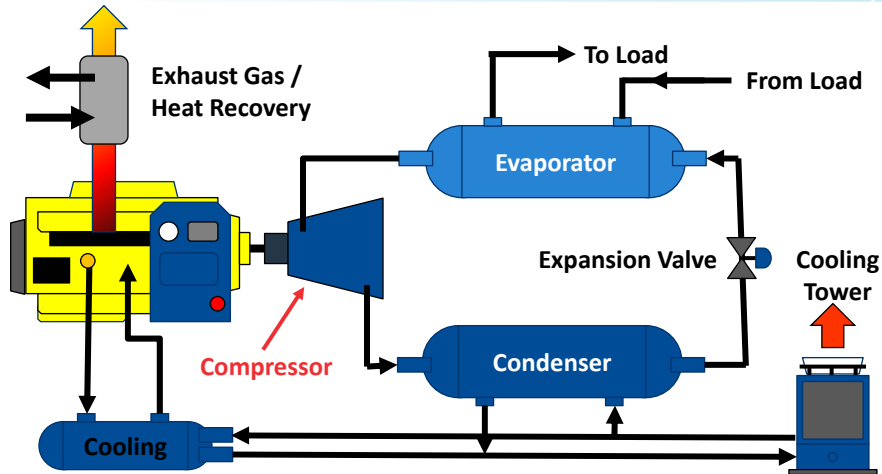 Exhaust Gas /
Heat Recovery
To Load
From Load
Evaporator
Expansion Valve
Cooling
Tower
Compressor
Condenser
Cooling